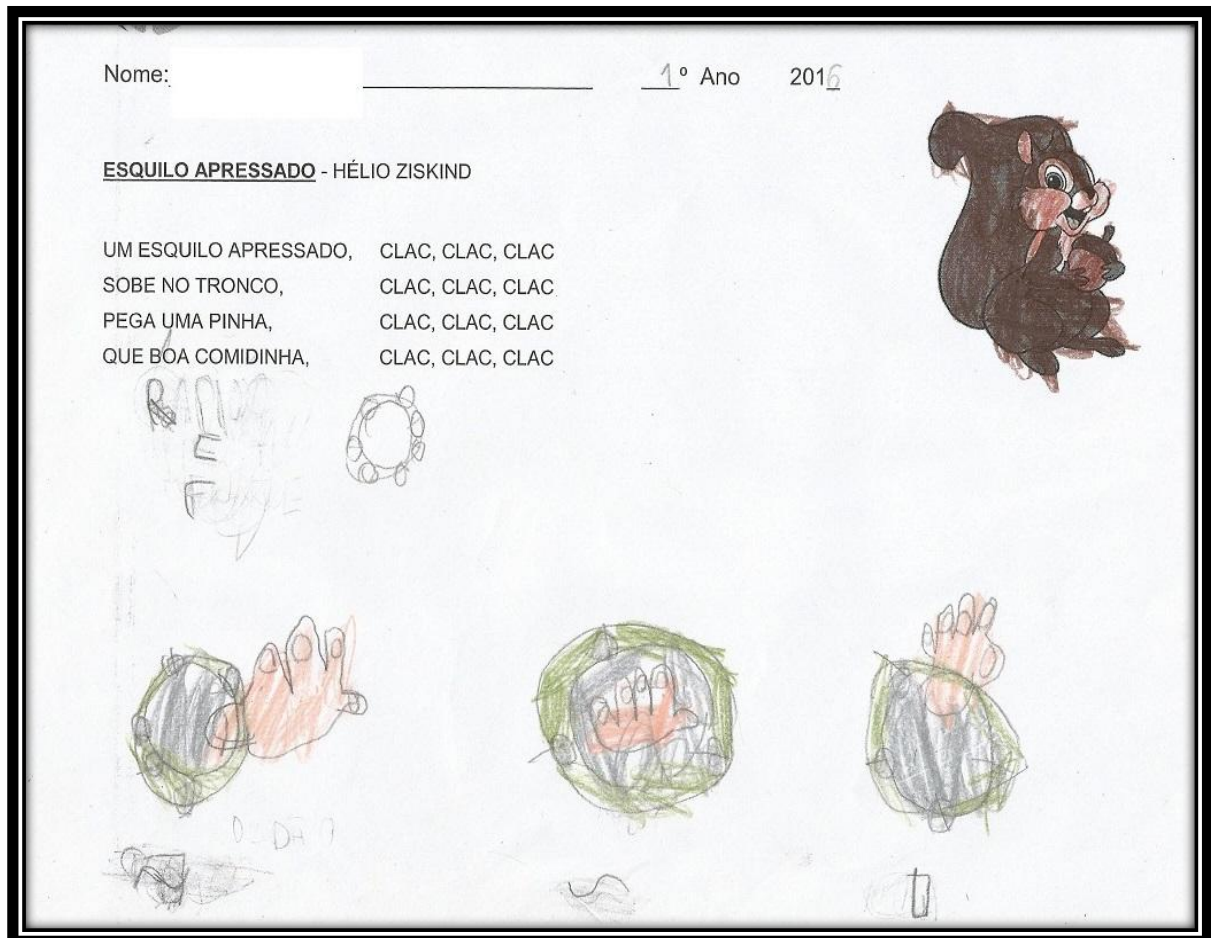 Nome: 1º Ano 2016
ESQUILO APRESSADO - HÉLIO ZISKIND
UM ESQUILO APRESSADO, CLAC, CLAC, CLAC
SOBE NO TRONCO, CLAC, CLAC, CLAC
PEGA UMA PINHA, CLAC, CLAC, CLAC
QUE BOA COMIDINHA, CLAC, CLAC, CLAC
E